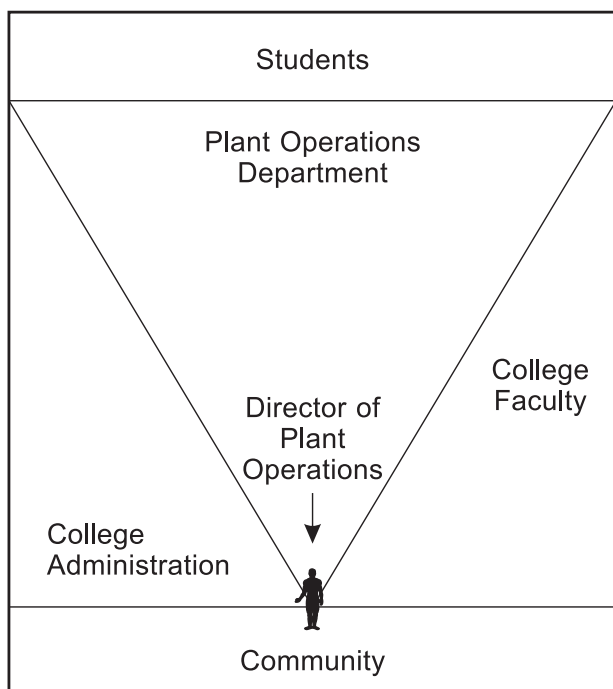 Students
Plant Operations
Department
College
Faculty
Director of
Plant
Operations
College
Administration
Community